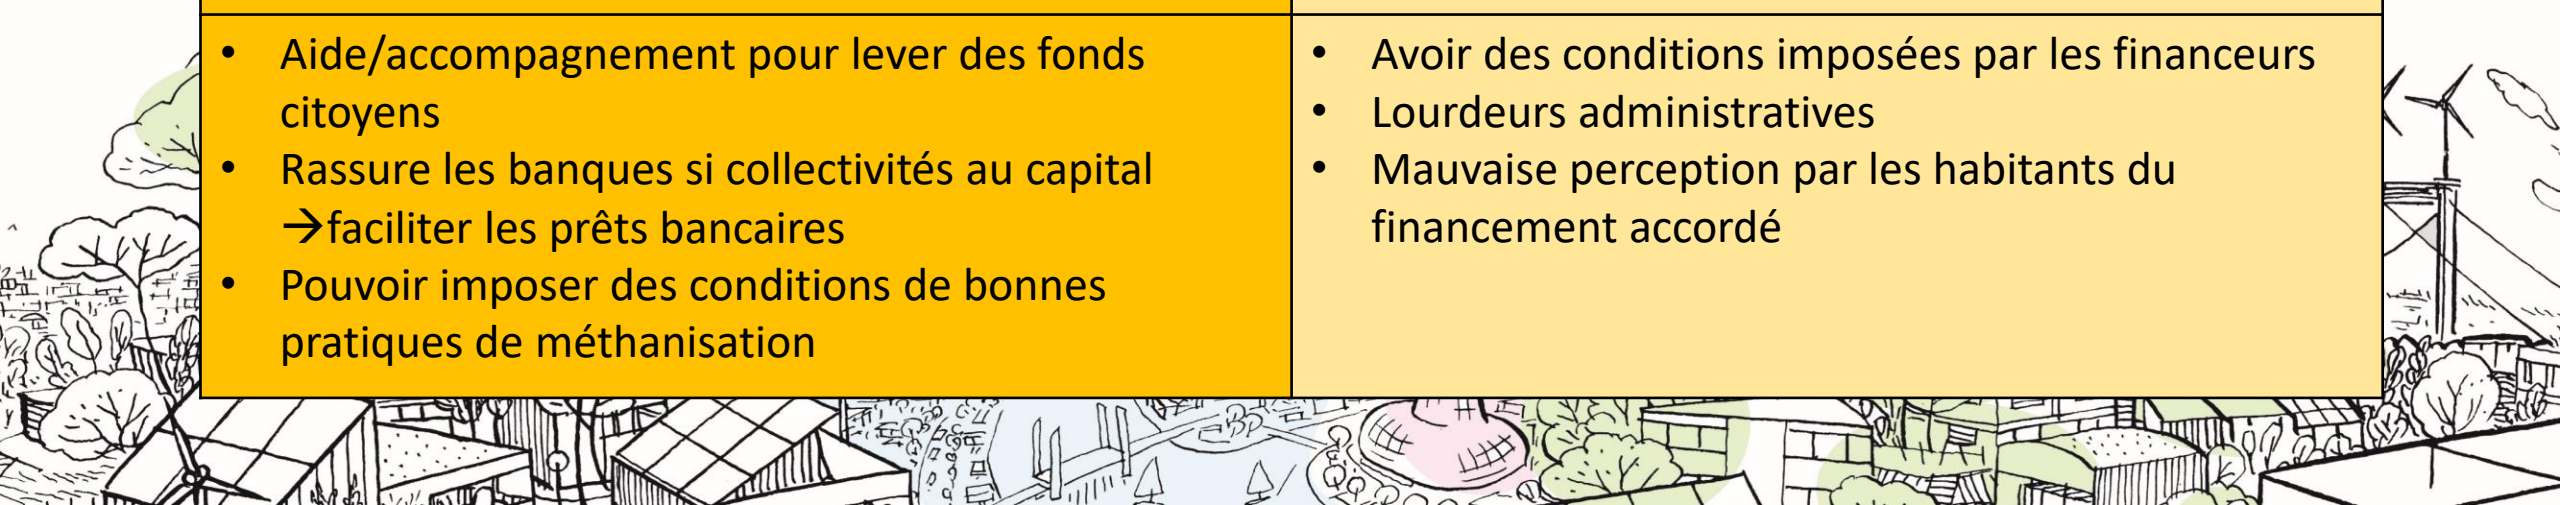 • Aide/accompagnement pour lever des fonds
citoyens
• Rassure les banques si collectivités au capital
→faciliter les prêts bancaires
• Pouvoir imposer des conditions de bonnes
pratiques de méthanisation
• Avoir des conditions imposées par les financeurs
• Lourdeurs administratives
• Mauvaise perception par les habitants du
financement accordé